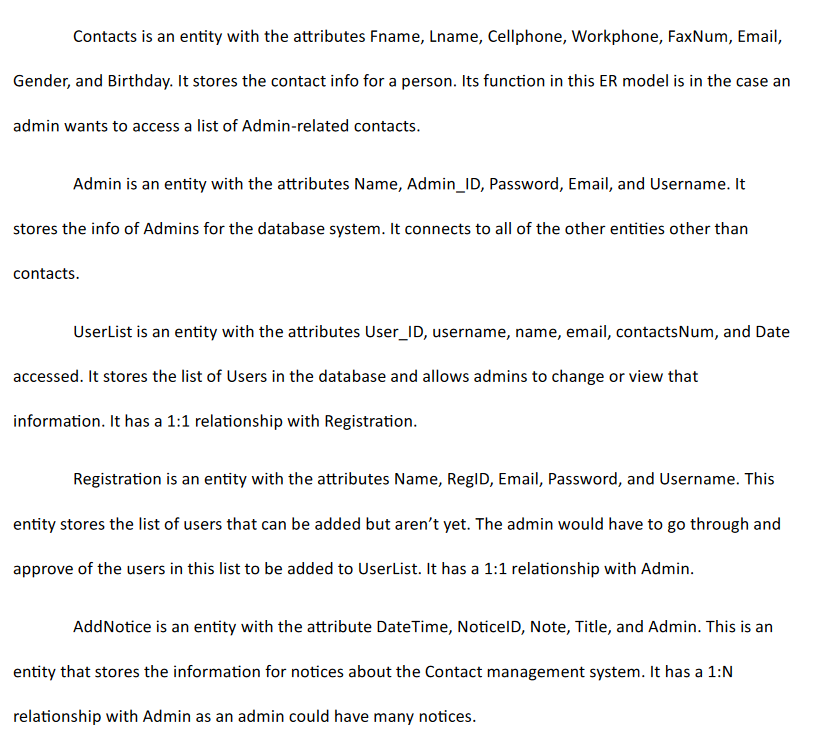 Contacts is an entity with the attributes Fname, Lname, Cellphone, Workphone, FaxNum, Email,
Gender, and Birthday. It stores the contact info for a person. Its function in this ER model is in the case an
admin wants to access a list of Admin-related contacts.
Admin is an entity with the attributes Name, Admin_ID, Password, Email, and Username. It
stores the info of Admins for the database system. It connects to all of the other entities other than
contacts.
UserList is an entity with the attributes User_ID, username, name, email, contactsNum, and Date
accessed. It stores the list of Users in the database and allows admins to change or view that
information. It has a 1:1 relationship with Registration.
Registration is an entity with the attributes Name, RegID, Email, Password, and Username. This
entity stores the list of users that can be added but aren’t yet. The admin would have to go through and
approve of the users in this list to be added to UserList. It has a 1:1 relationship with Admin.
AddNotice is an entity with the attribute DateTime, NoticeID, Note, Title, and Admin. This is an
entity that stores the information for notices about the Contact management system. It has a 1:N
relationship with Admin as an admin could have many notices.